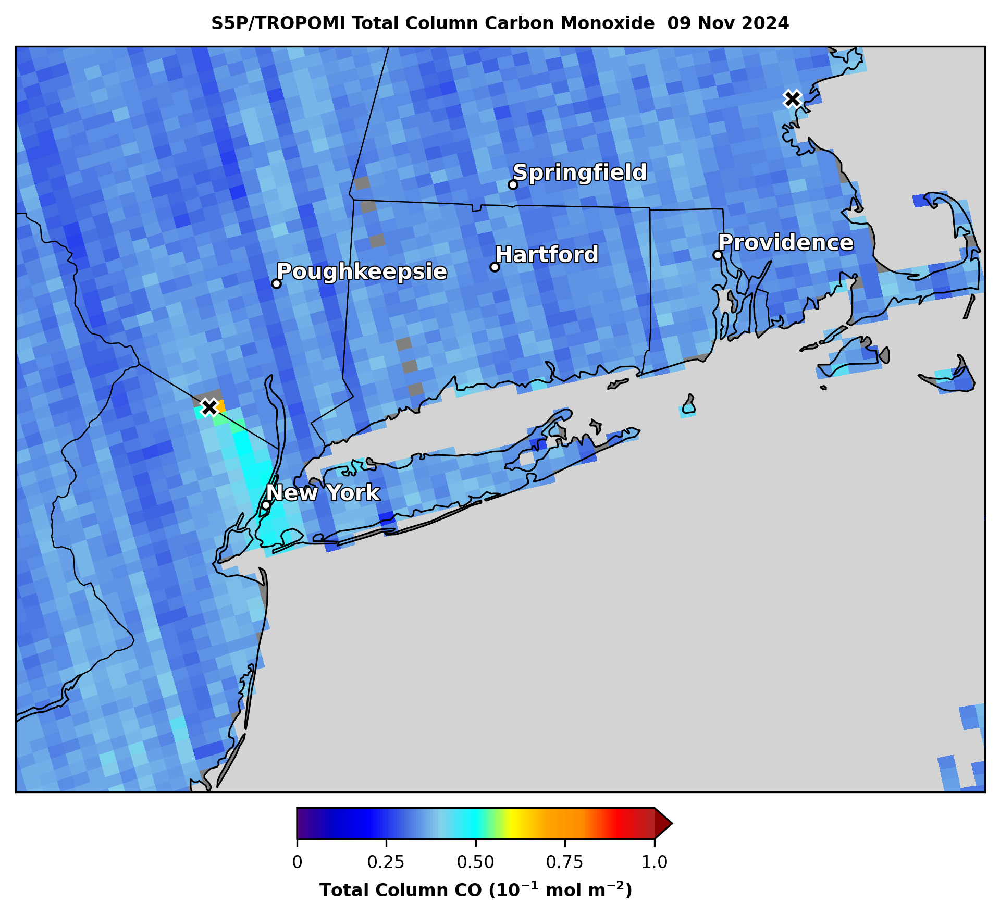 S5P/TROPOMI Total Column Carbon Monoxide  09 Nov 2024
Springfield
Providence
Hartford
Poughkeepsie
New York
0 0.25 0.50 0.75 1.0
Total Column CO (10⁻¹ mol m⁻²)